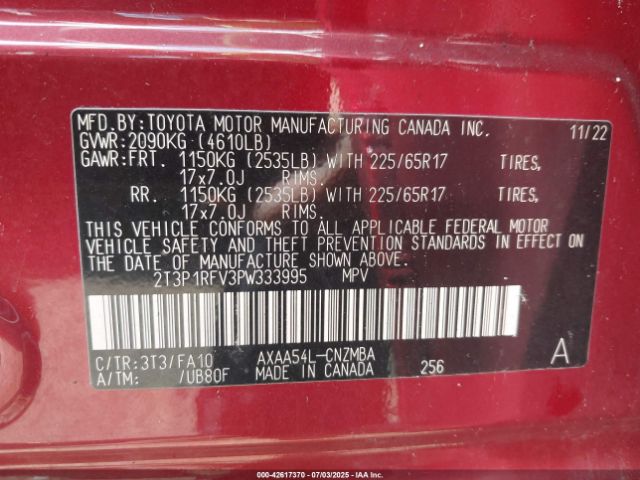 MFD.BY:TOYOTA MOTOR MANUFACTURING CANADA INC. 11/22
GVWR:2090KG (4610LB)
GAWR:FRT. 1150KG (2535LB) WITH 225/65R17 TIRES,
17x7.0J RIMS.
RR. 1150KG (2535LB) WITH 225/65R17 TIRES,
17x7.0J RIMS.
THIS VEHICLE CONFORMS TO ALL APPLICABLE FEDERAL MOTOR
VEHICLE SAFETY AND THEFT PREVENTION STANDARDS IN EFFECT ON
THE DATE OF MANUFACTURE SHOWN ABOVE.
2T3P1RFV3PW333995 MPV
C/TR:3T3/FA10 AXAA54L-CNZMBA A
A/TM: /UB80F MADE IN CANADA 256
000-42617370 - 07/03/2025 - IAAI.COM